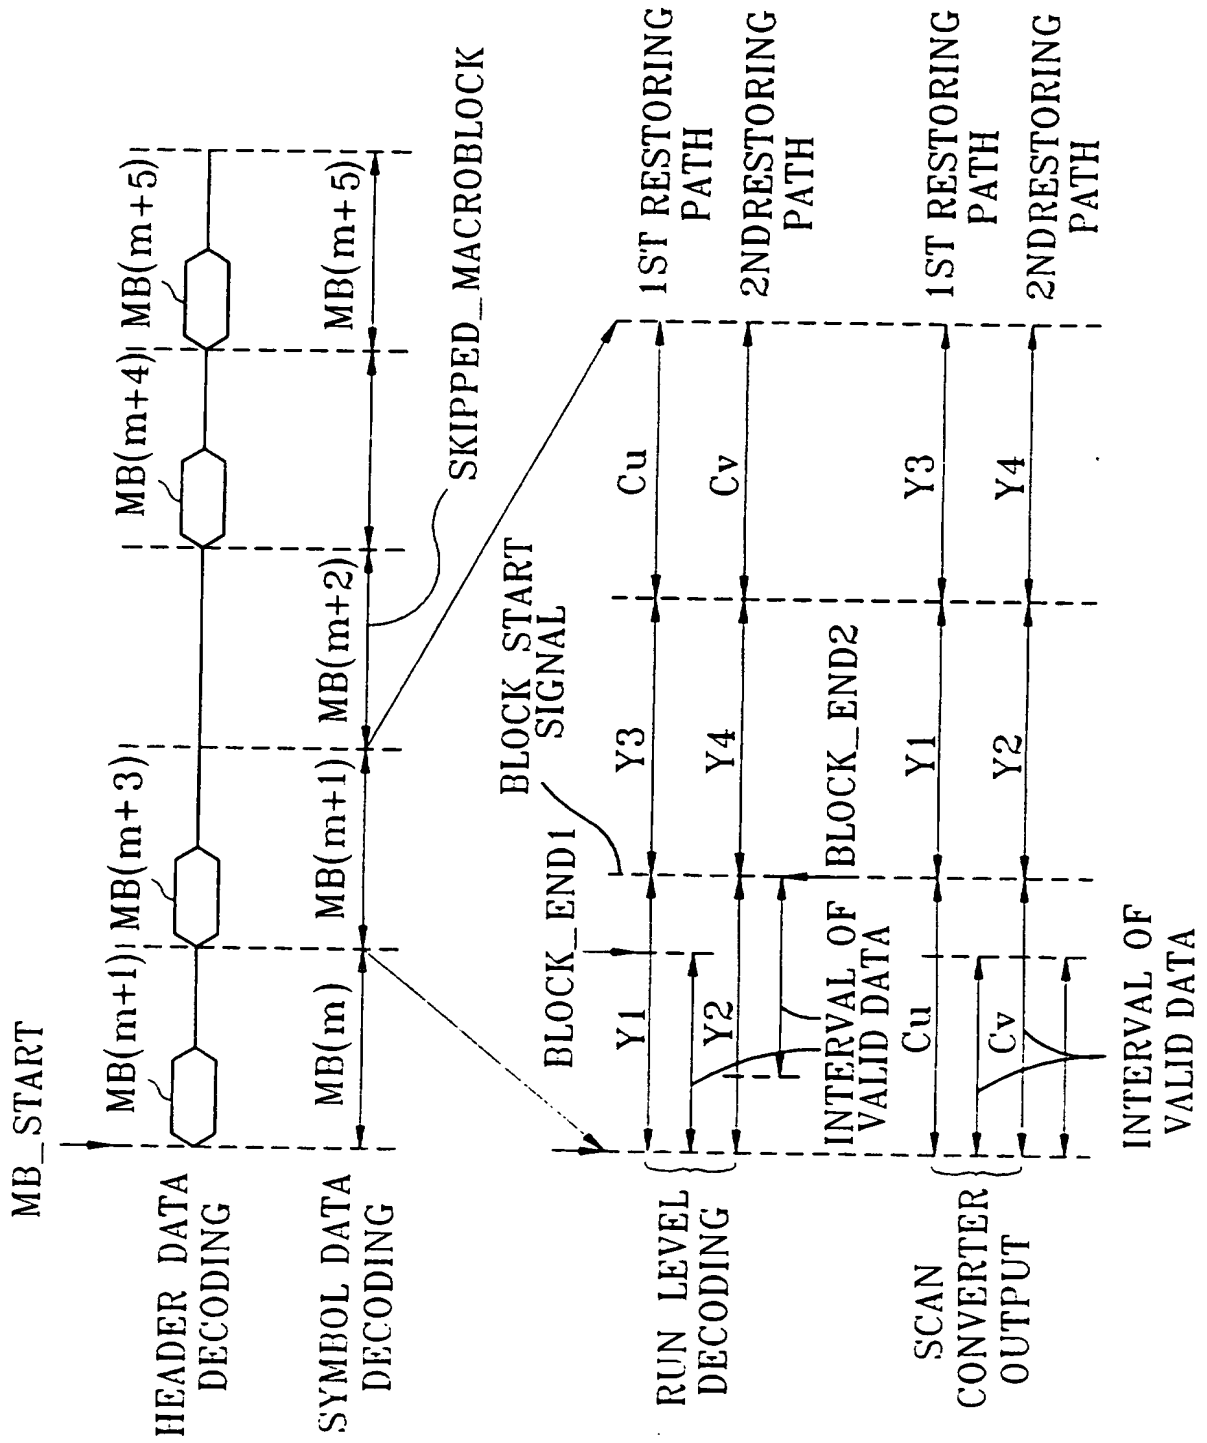 MB_START
HEADER DATA
DECODING
MB(m+1)
MB(m+3)
MB(m+4)
MB(m+5)
SYMBOL DATA
DECODING
MB(m)
MB(m+1)
MB(m+2)
MB(m+5)
SKIPPED_MACROBLOCK
BLOCK_END1
BLOCK START
SIGNAL
RUN LEVEL
DECODING
Y1
Y3
Cu
1ST RESTORING
PATH
Y2
Y4
Cv
2NDRESTORING
PATH
INTERVAL OF
VALID DATA
BLOCK_END2
SCAN
CONVERTER
OUTPUT
Cu
Y1
Y3
1ST RESTORING
PATH
Cv
Y2
Y4
2NDRESTORING
PATH
INTERVAL OF
VALID DATA